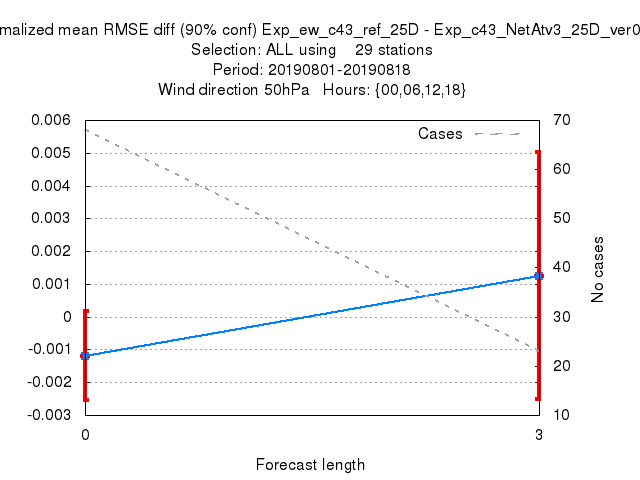 malized mean RMSE diff (90% conf) Exp_ew_c43_ref_25D - Exp_c43_NetAtv3_25D_ver0
Selection: ALL using 29 stations
Period: 20190801-20190818
Wind direction 50hPa Hours: {00,06,12,18}
Cases
0.006
0.005
0.004
0.003
0.002
0.001
0
-0.001
-0.002
-0.003
70
60
50
40
30
20
10
No cases
0 3
Forecast length